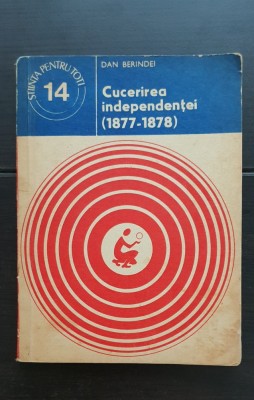 ȘTIINȚA PENTRU TOȚI
14
DAN BERINDEI
Cucerirea
independenței
(1877-1878)